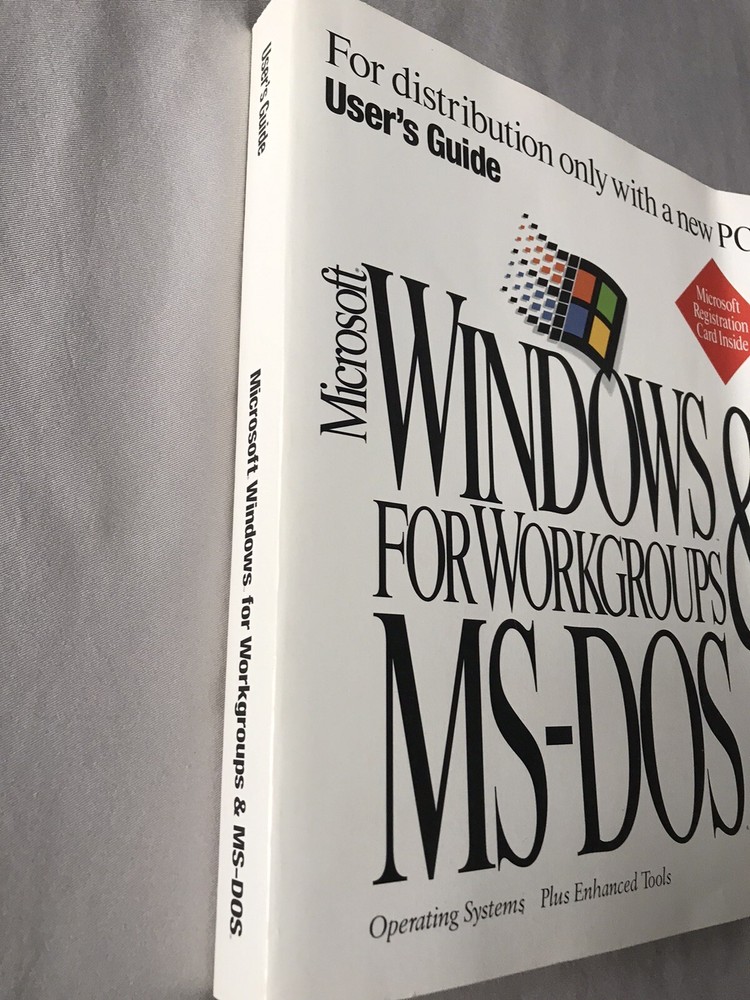 User's Guide
Microsoft Windows for Workgroups & MS-DOS
For distribution only with a new PC
User's Guide
Microsoft
Registration
Card Inside
Microsoft
WINDOWS &
FOR WORKGROUPS
MS-DOS
Operating Systems Plus Enhanced Tools